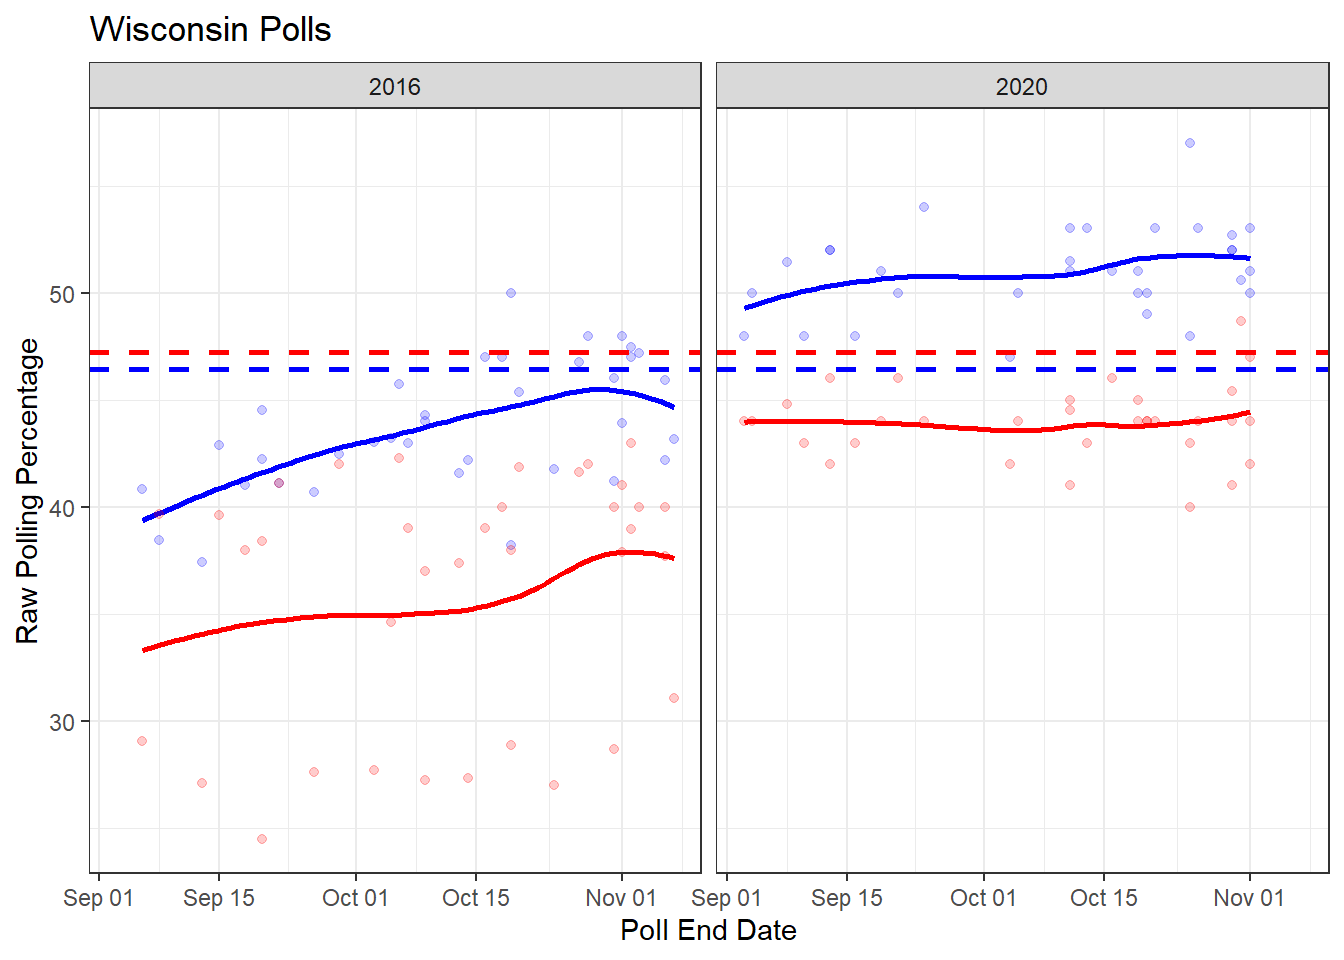 Wisconsin Polls
2016
2020
Raw Polling Percentage
50
40
30
Sep 01
Sep 15
Oct 01
Oct 15
Nov 01
Sep 01
Sep 15
Oct 01
Oct 15
Nov 01
Poll End Date